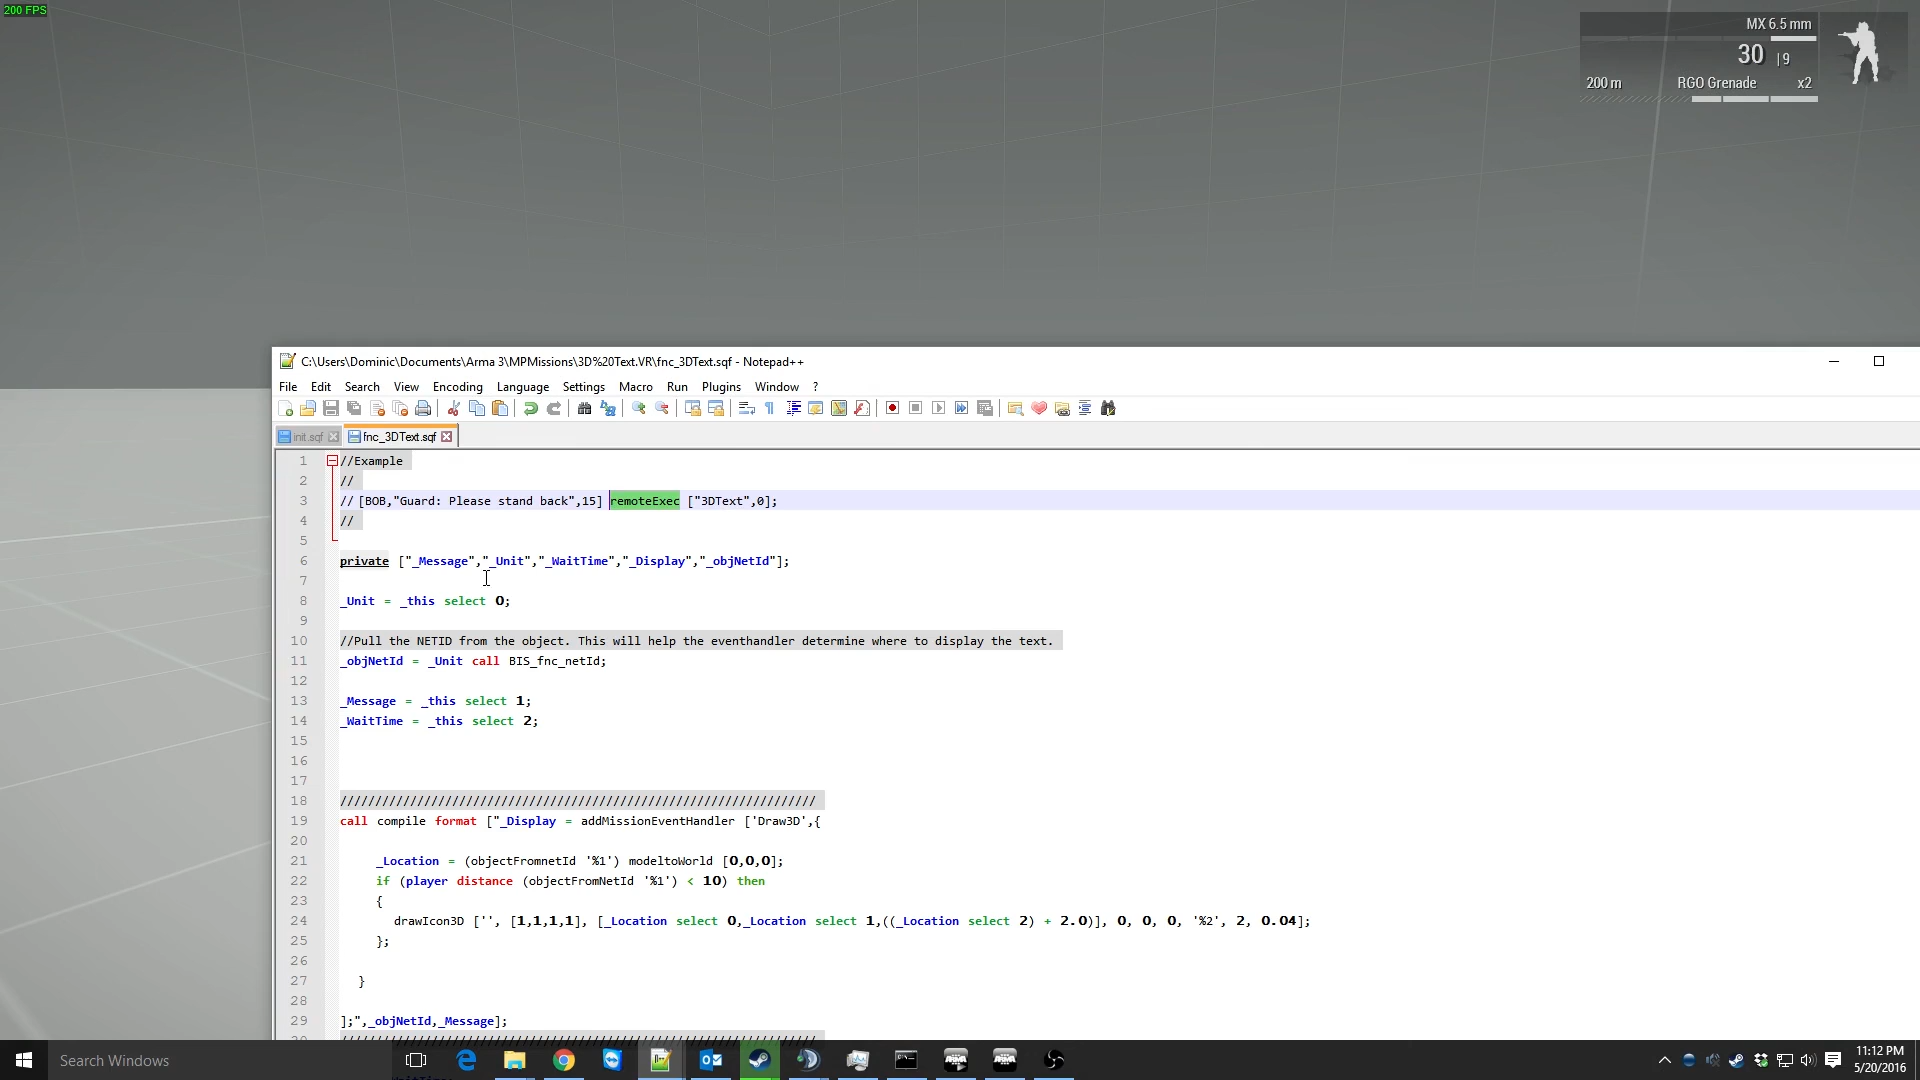 200 FPS
MX 6.5 mm
30 | 9
200 m RGO Grenade x2
C:\Users\Dominic\Documents\Arma 3\MPMissions\3D%20Text.VR\fnc_3DText.sqf - Notepad++
File Edit Search View Encoding Language Settings Macro Run Plugins Window ?
init.sqf fnc_3DText.sqf
1 //Example
2 //
3 // [BOB,"Guard: Please stand back",15] remoteExec ["3DText",0];
4 //
5
6 private ["_Message","_Unit","_WaitTime","_Display","_objNetId"];
7
8 _Unit = _this select 0;
9
10 //Pull the NETID from the object. This will help the eventhandler determine where to display the text.
11 _objNetId = _Unit call BIS_fnc_netId;
12
13 _Message = _this select 1;
14 _WaitTime = _this select 2;
15
16
17
18 //////////////////////////////////////////////////////////////////
19 call compile format ["_Display = addMissionEventHandler ['Draw3D',{
20
21 _Location = (objectFromnetId '%1') modeltoWorld [0,0,0];
22 if (player distance (objectFromNetId '%1') < 10) then
23 {
24 drawIcon3D ['', [1,1,1,1], [_Location select 0,_Location select 1,((_Location select 2) + 2.0)], 0, 0, 0, '%2', 2, 0.04];
25 };
26
27 }
28
29 ];",_objNetId,_Message];
Search Windows
11:12 PM
5/20/2016